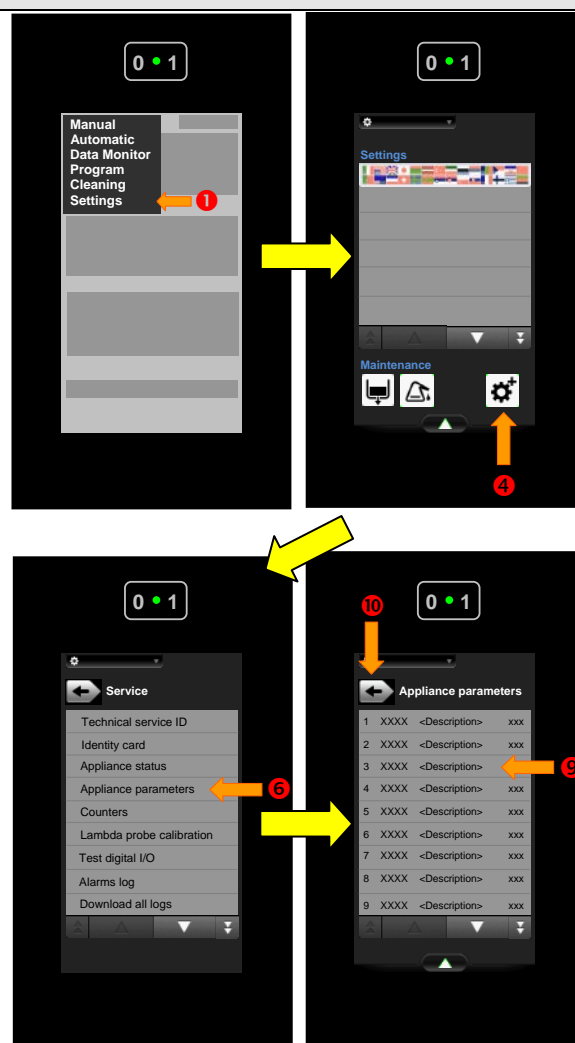 0 • 1
Manual
Automatic
Data Monitor
Program
Cleaning
Settings
1
0 • 1
Settings
Maintenance
4
0 • 1
Service
Technical service ID
Identity card
Appliance status
Appliance parameters
6
Counters
Lambda probe calibration
Test digital I/O
Alarms log
Download all logs
10
0 • 1
Appliance parameters
1 XXXX <Description> xxx
2 XXXX <Description> xxx
3 XXXX <Description>
9
4 XXXX <Description> xxx
5 XXXX <Description> xxx
6 XXXX <Description> xxx
7 XXXX <Description> xxx
8 XXXX <Description> xxx
9 XXXX <Description> xxx